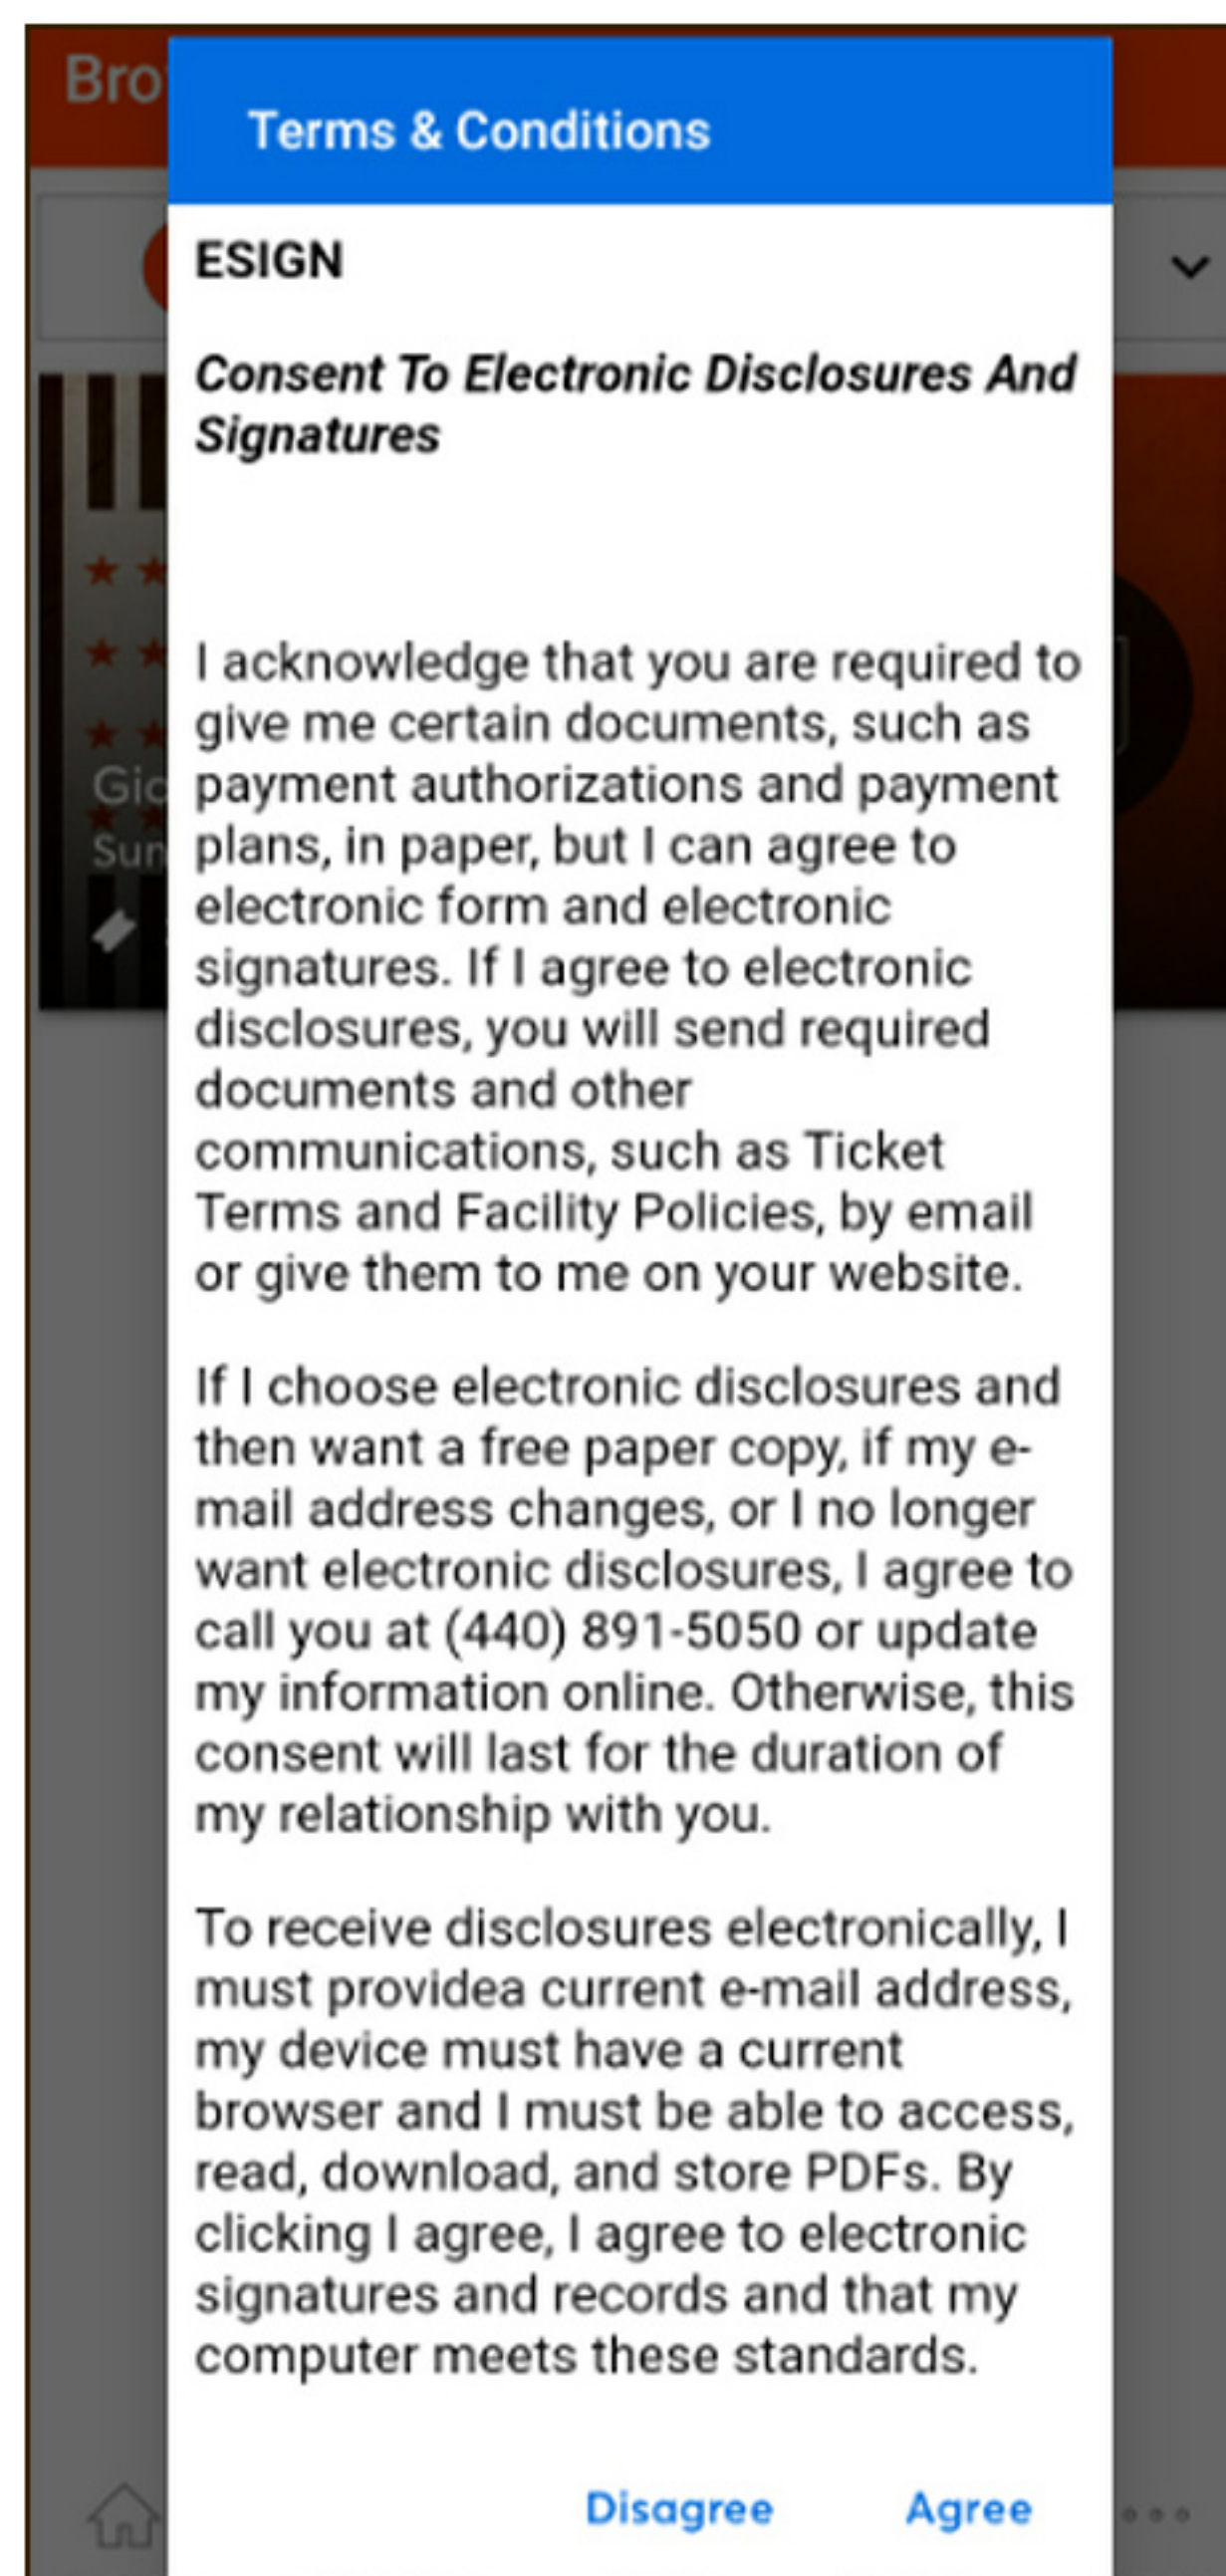 Bro
Terms & Conditions
ESIGN
Consent To Electronic Disclosures And
Signatures
I acknowledge that you are required to
give me certain documents, such as
payment authorizations and payment
plans, in paper, but I can agree to
electronic form and electronic
signatures. If I agree to electronic
disclosures, you will send required
documents and other
communications, such as Ticket
Terms and Facility Policies, by email
or give them to me on your website.
If I choose electronic disclosures and
then want a free paper copy, if my e-
mail address changes, or I no longer
want electronic disclosures, I agree to
call you at (440) 891-5050 or update
my information online. Otherwise, this
consent will last for the duration of
my relationship with you.
To receive disclosures electronically, I
must providea current e-mail address,
my device must have a current
browser and I must be able to access,
read, download, and store PDFs. By
clicking I agree, I agree to electronic
signatures and records and that my
computer meets these standards.
Disagree Agree
Gio
Sun